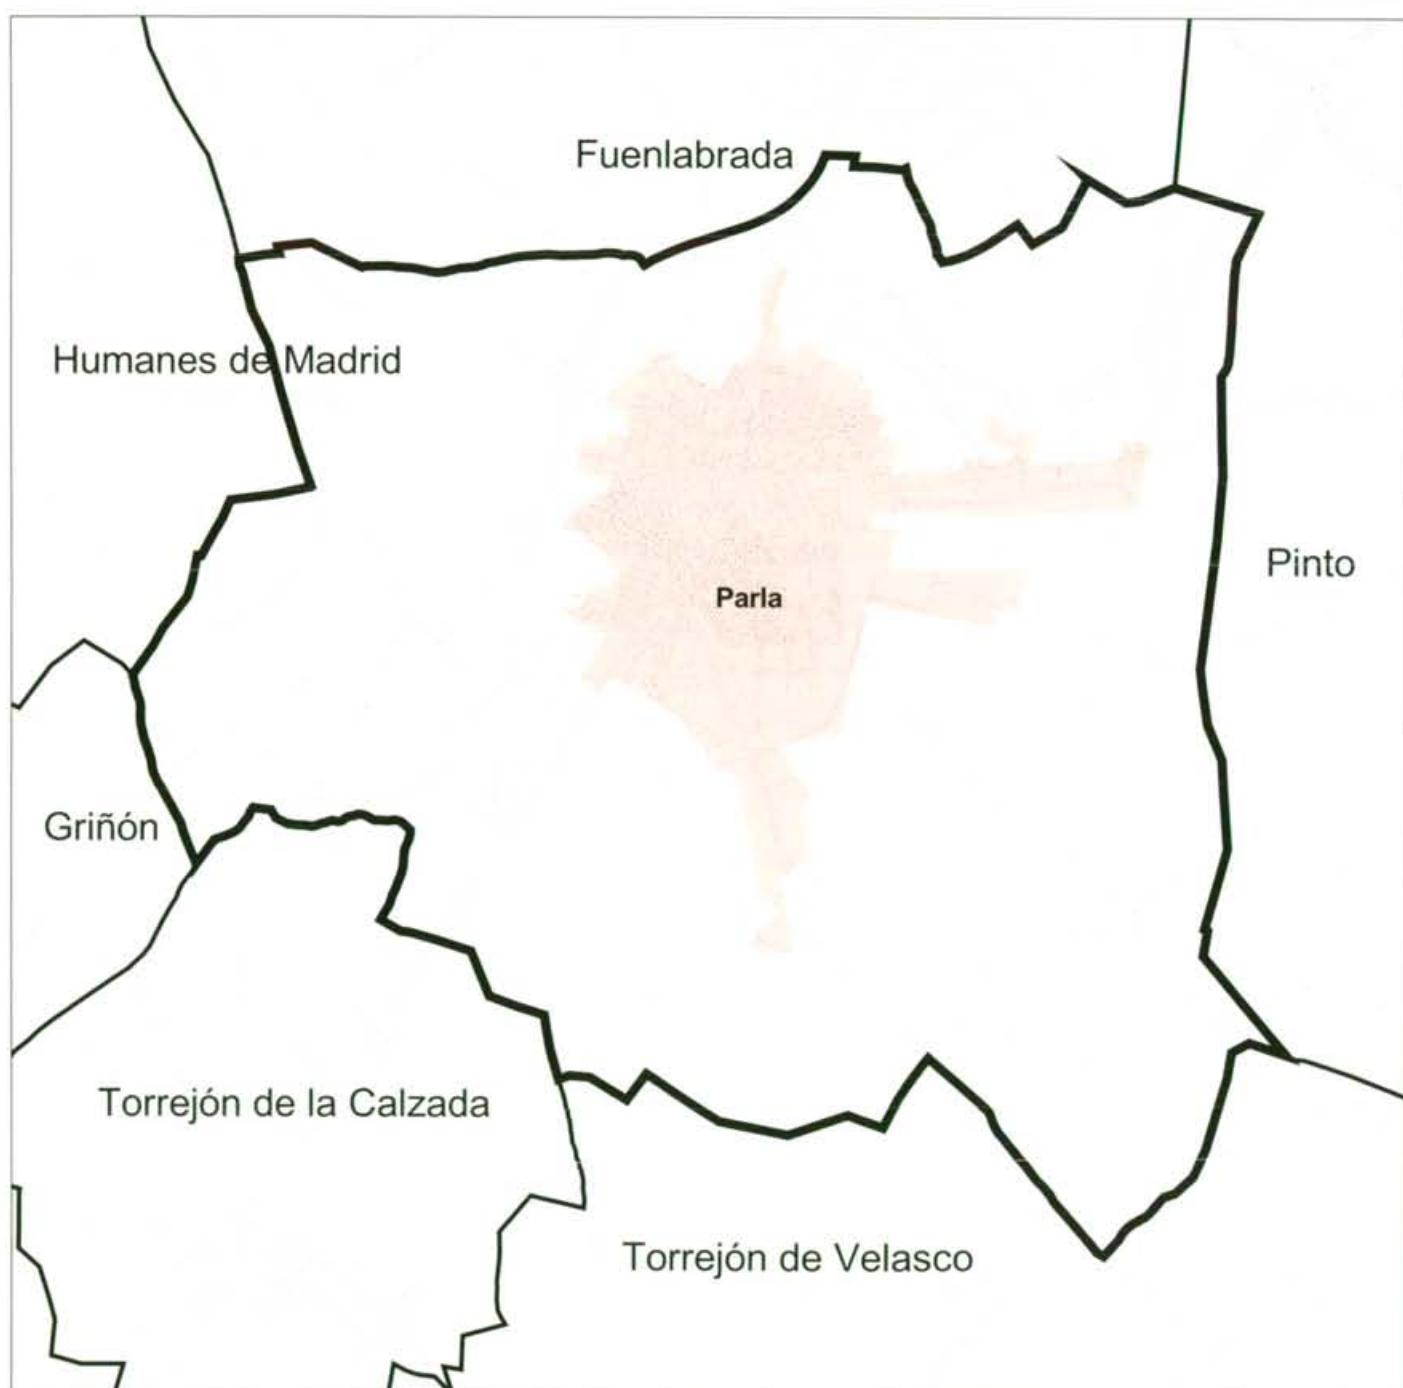 Fuenlabrada
Humanes de Madrid
Pinto
Parla
Griñón
Torrejón de la Calzada
Torrejón de Velasco